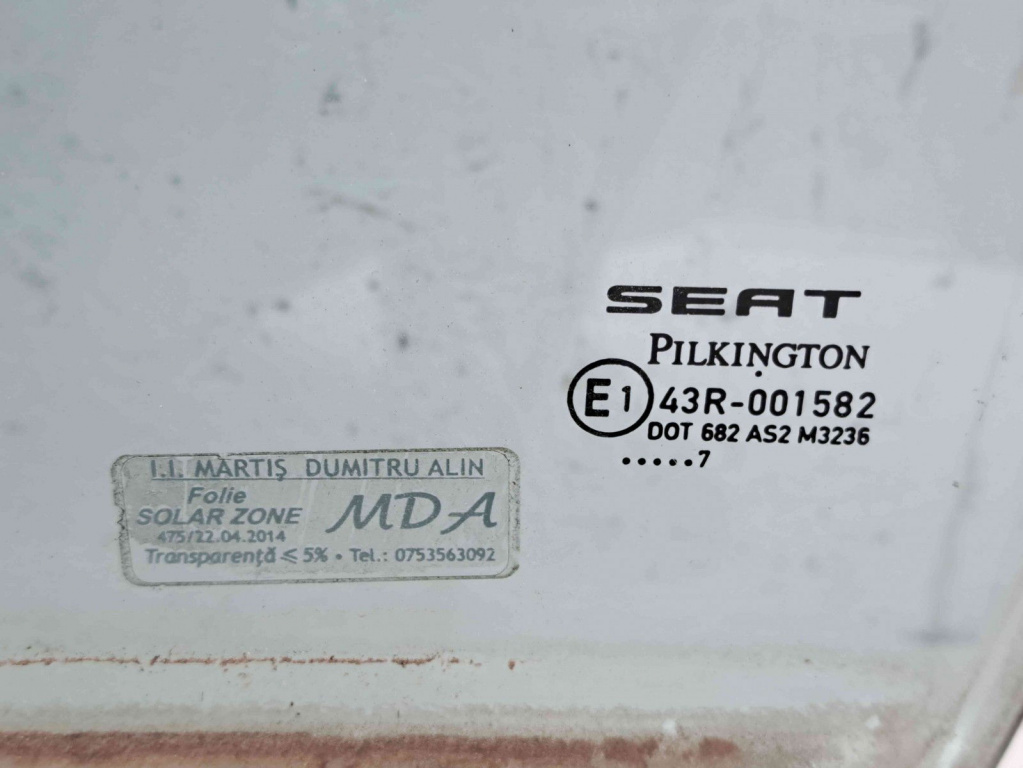 SEAT
PILKINGTON
E1 43R-001582
DOT 682 AS2 M3236
.....7
I.I. MARTIȘ DUMITRU ALIN
Folie
SOLAR ZONE MDA
475/22.04.2014
Transparență ⩽ 5% • Tel.: 0753563092